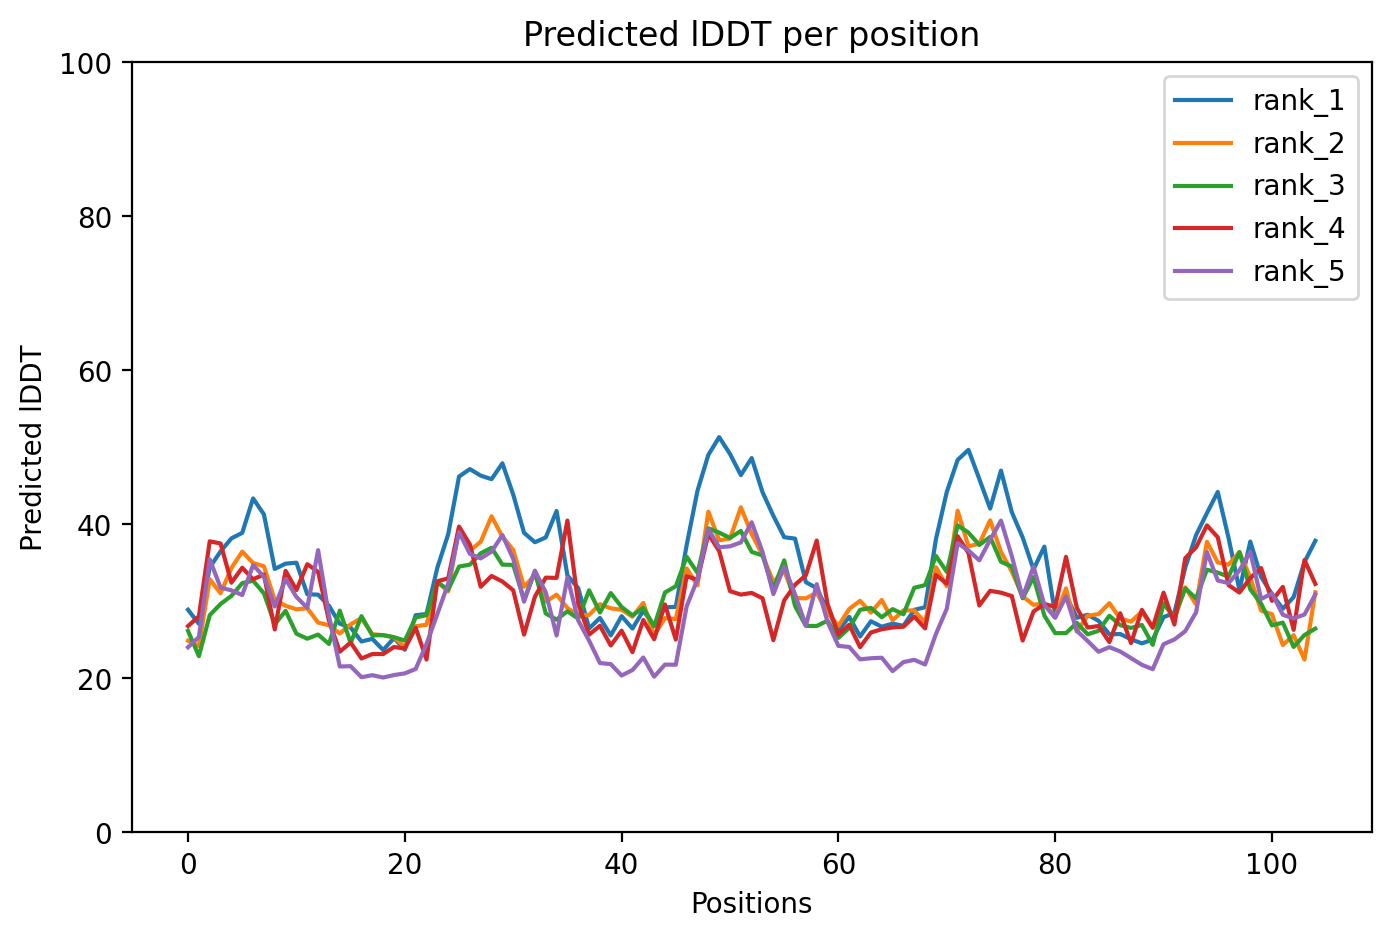 Predicted lDDT per position
100
80
60
40
20
0
Predicted lDDT
0 20 40 60 80 100
Positions
rank_1
rank_2
rank_3
rank_4
rank_5